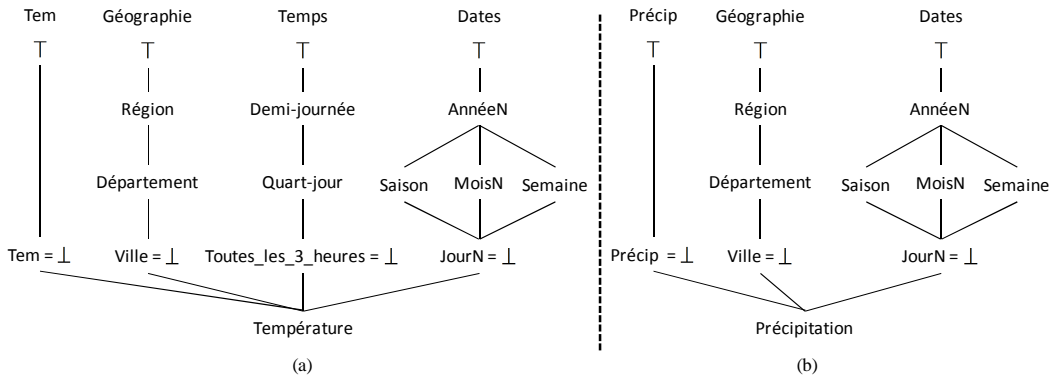 Tem Géographie Temps Dates Précip Géographie Dates
⊤ ⊤ ⊤ ⊤ ⊤ ⊤ ⊤
Région Demi-journée AnnéeN Région AnnéeN
Département Quart-jour Saison MoisN Semaine Département Saison MoisN Semaine
Tem = ⊥ Ville = ⊥ Toutes_les_3_heures = ⊥ JourN = ⊥ Précip = ⊥ Ville = ⊥ JourN = ⊥
Température Précipitation
(a) (b)